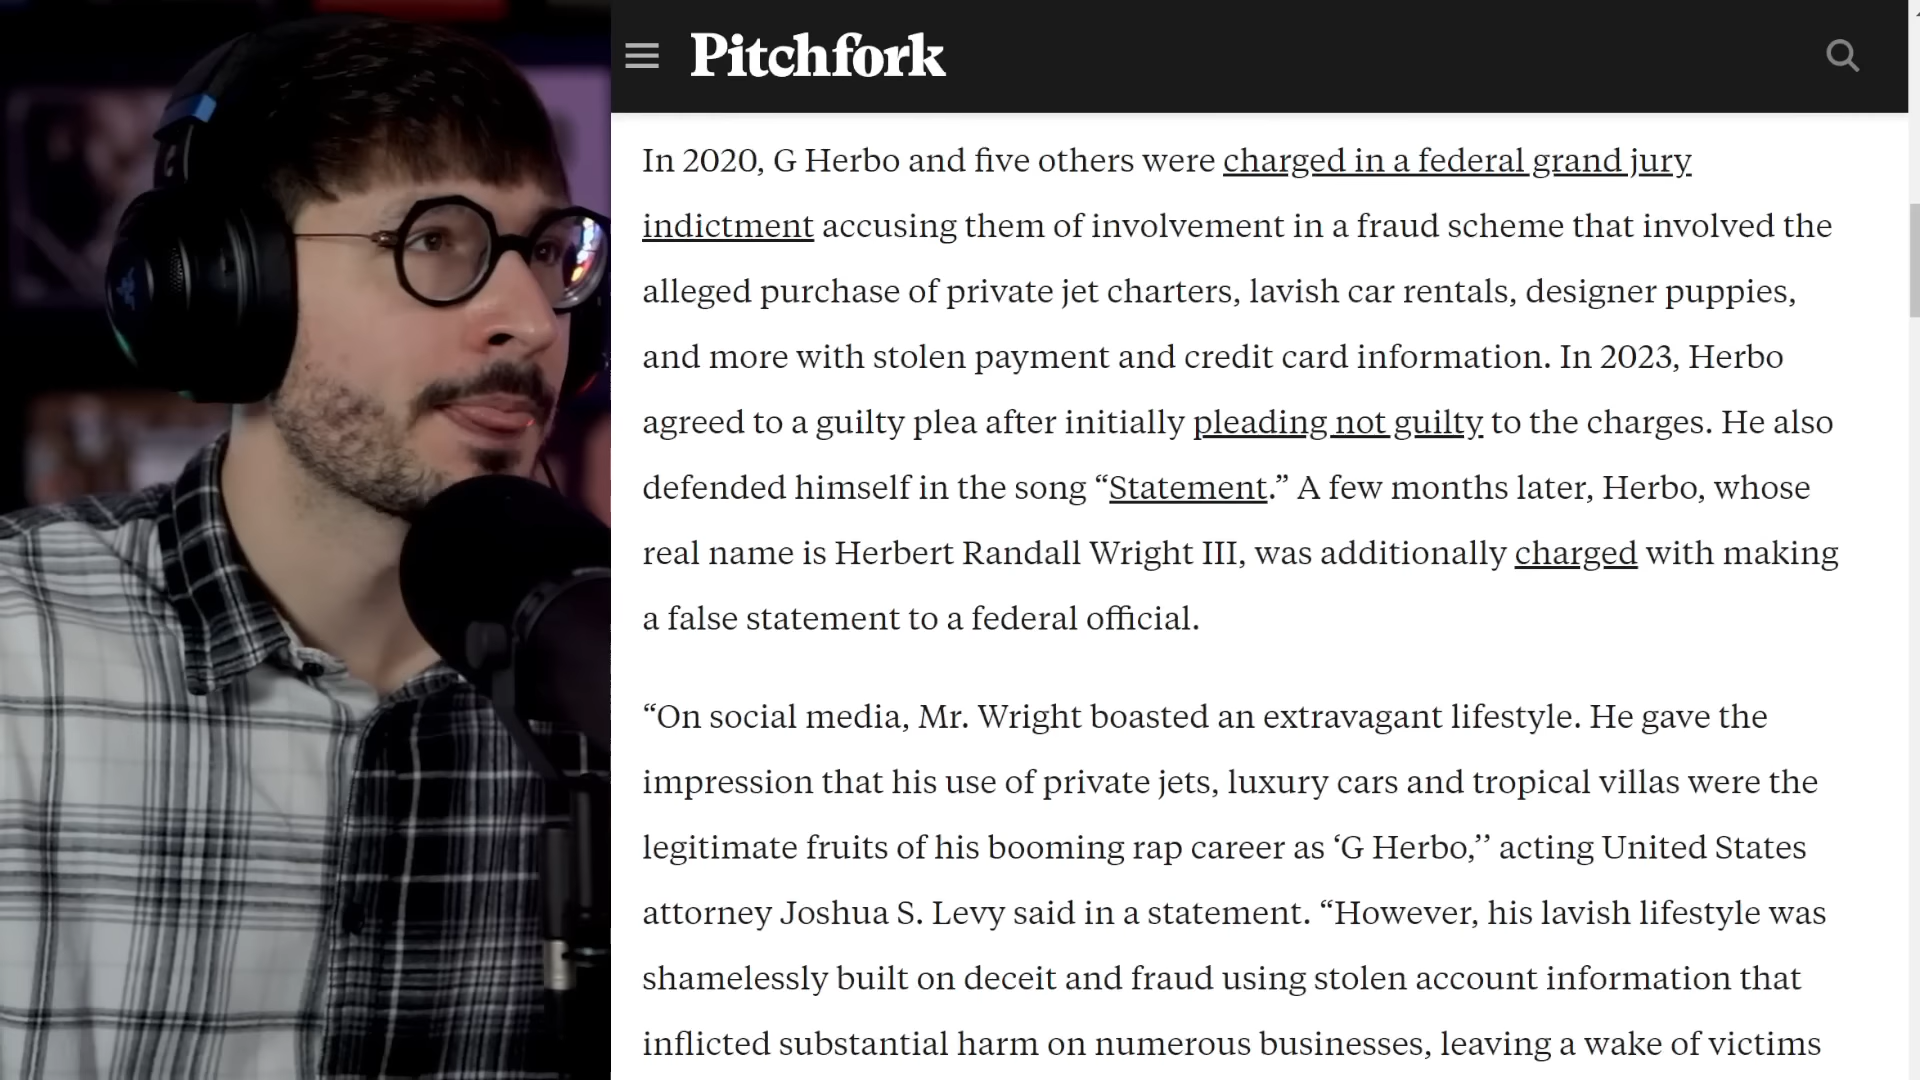 Pitchfork
In 2020, G Herbo and five others were charged in a federal grand jury
indictment accusing them of involvement in a fraud scheme that involved the
alleged purchase of private jet charters, lavish car rentals, designer puppies,
and more with stolen payment and credit card information. In 2023, Herbo
agreed to a guilty plea after initially pleading not guilty to the charges. He also
defended himself in the song “Statement.” A few months later, Herbo, whose
real name is Herbert Randall Wright III, was additionally charged with making
a false statement to a federal official.
“On social media, Mr. Wright boasted an extravagant lifestyle. He gave the
impression that his use of private jets, luxury cars and tropical villas were the
legitimate fruits of his booming rap career as ‘G Herbo,’’ acting United States
attorney Joshua S. Levy said in a statement. “However, his lavish lifestyle was
shamelessly built on deceit and fraud using stolen account information that
inflicted substantial harm on numerous businesses, leaving a wake of victims